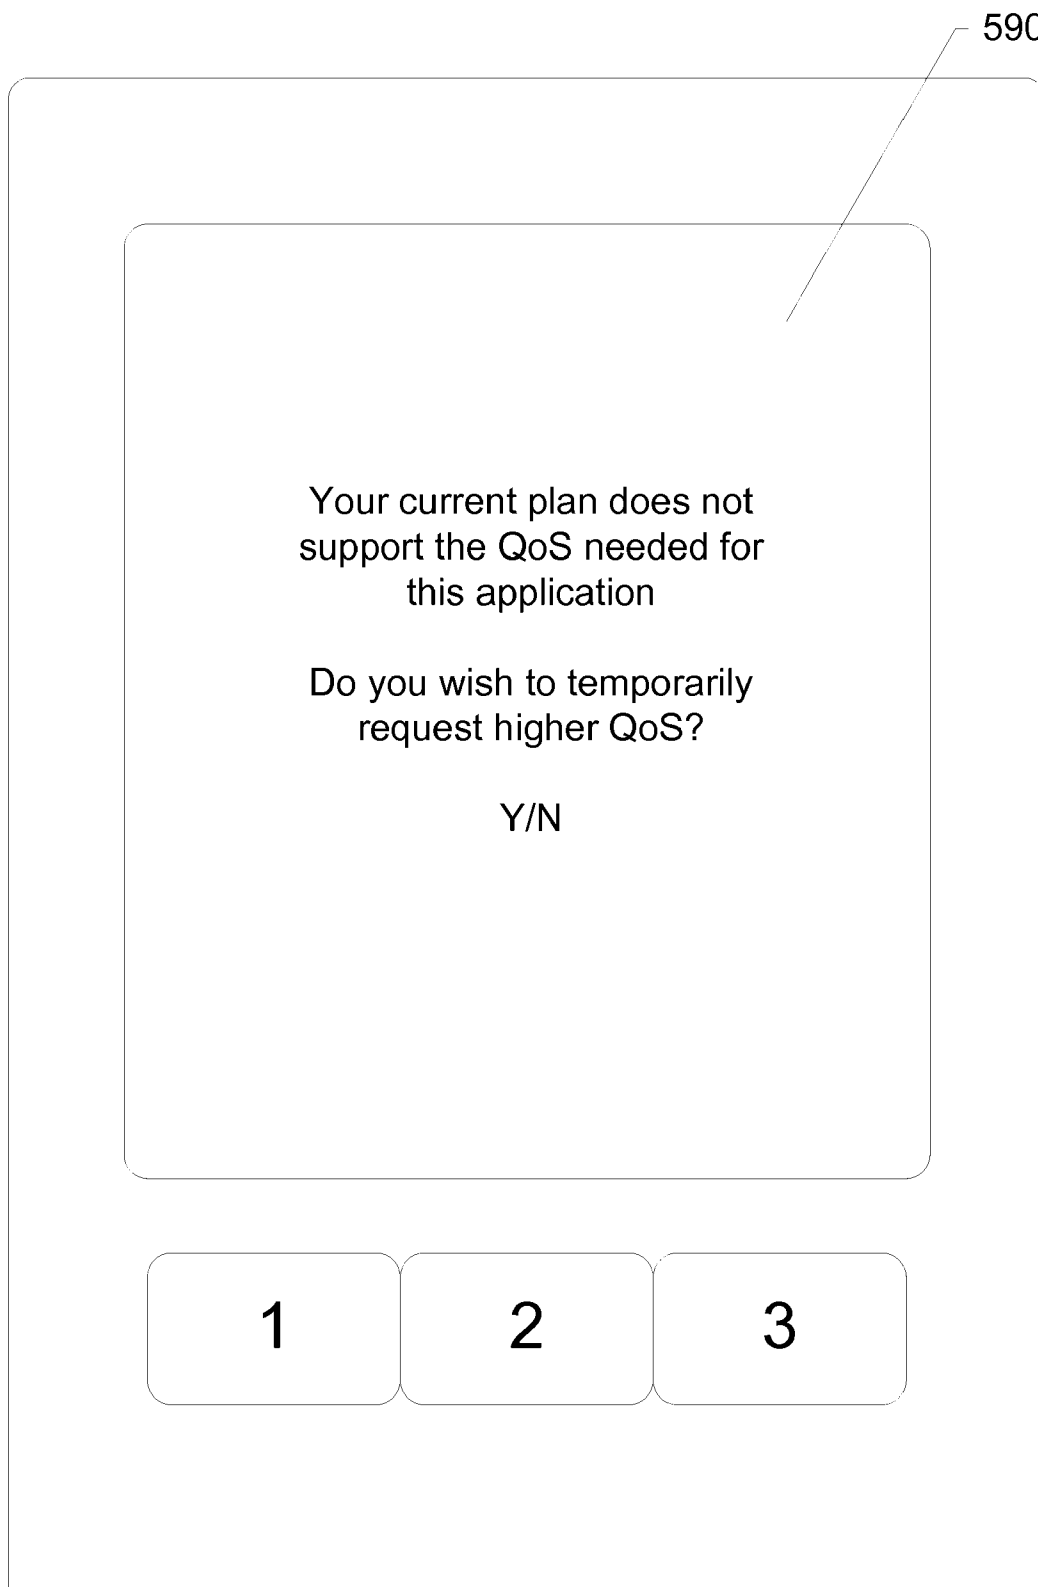 590
Your current plan does not
support the QoS needed for
this application
Do you wish to temporarily
request higher QoS?
Y/N
1
2
3